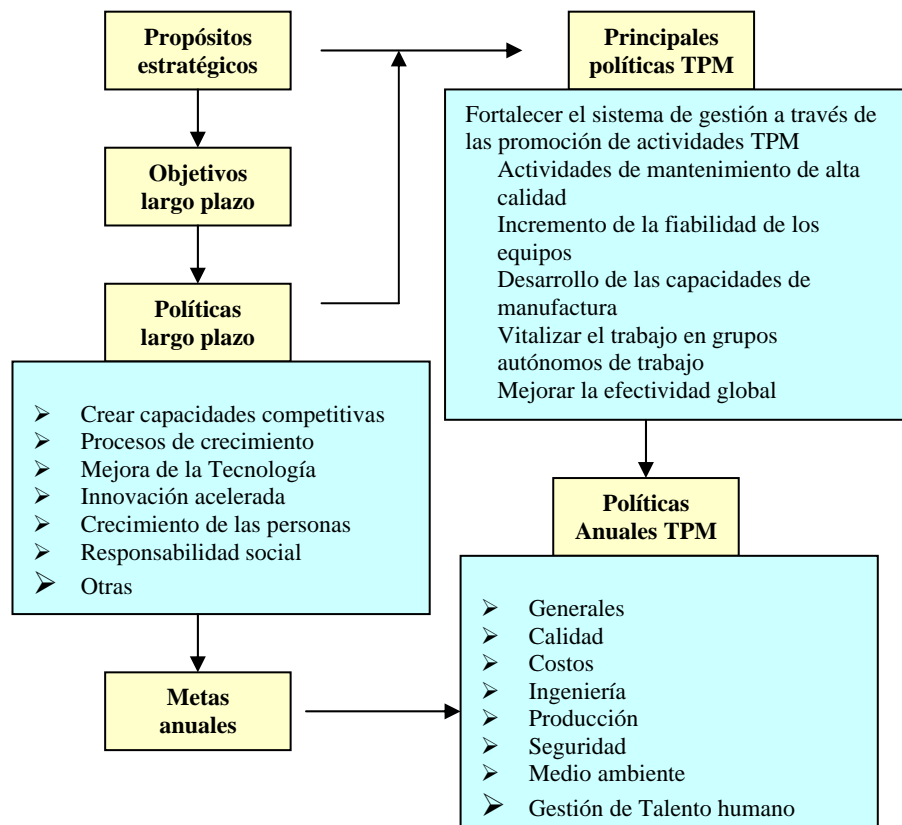 Propósitos
estratégicos
Objetivos
largo plazo
Políticas
largo plazo
➢ Crear capacidades competitivas
➢ Procesos de crecimiento
➢ Mejora de la Tecnología
➢ Innovación acelerada
➢ Crecimiento de las personas
➢ Responsabilidad social
➢ Otras
Metas
anuales
Principales
políticas TPM
Fortalecer el sistema de gestión a través de
las promoción de actividades TPM
Actividades de mantenimiento de alta
calidad
Incremento de la fiabilidad de los
equipos
Desarrollo de las capacidades de
manufactura
Vitalizar el trabajo en grupos
autónomos de trabajo
Mejorar la efectividad global
Políticas
Anuales TPM
➢ Generales
➢ Calidad
➢ Costos
➢ Ingeniería
➢ Producción
➢ Seguridad
➢ Medio ambiente
➢ Gestión de Talento humano